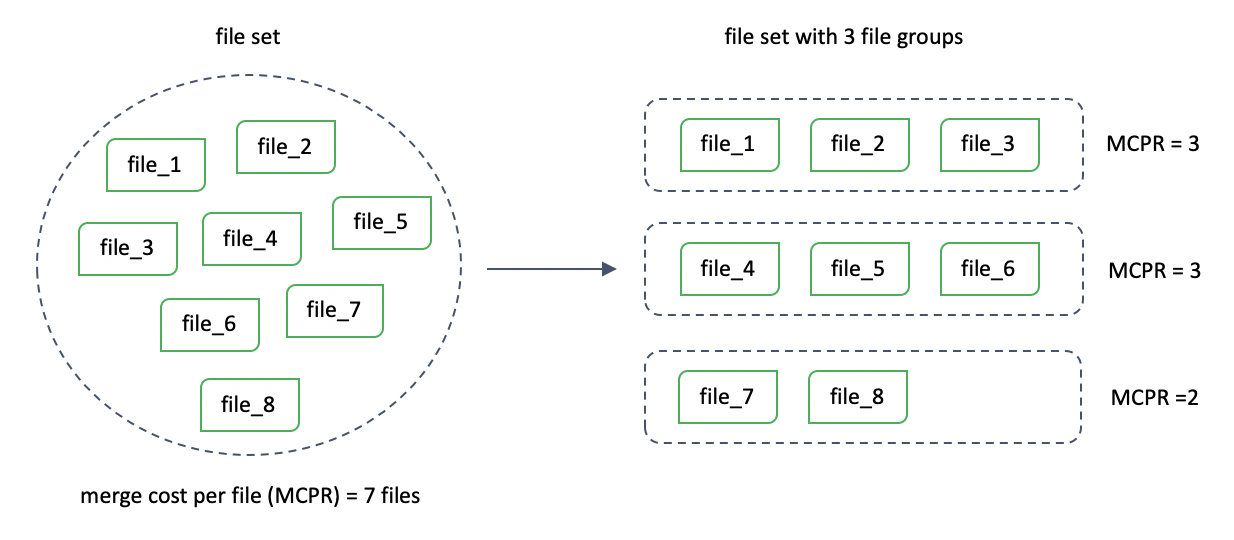 file set
file_1
file_2
file_3
file_4
file_5
file_6
file_7
file_8
merge cost per file (MCPR) = 7 files
file set with 3 file groups
file_1 file_2 file_3 MCPR = 3
file_4 file_5 file_6 MCPR = 3
file_7 file_8 MCPR =2